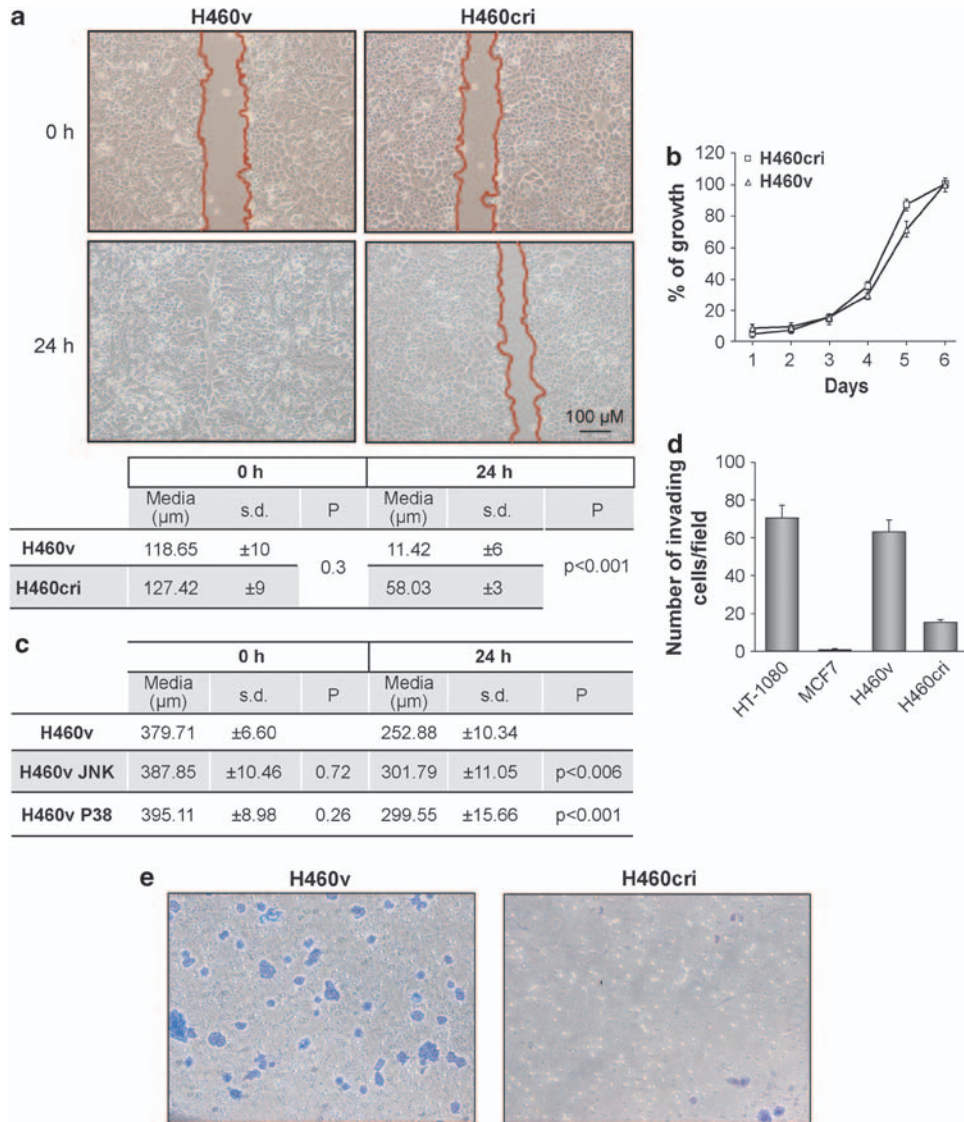 a
H460v H460cri
0 h
24 h
100 µM
0 h 24 h
Media (µm) s.d. P Media (µm) s.d. P
H460v 118.65 ±10 0.3 11.42 ±6 p<0.001
H460cri 127.42 ±9 58.03 ±3
b
H460cri
H460v
% of growth
120
100
80
60
40
20
0
1 2 3 4 5 6
Days
c
0 h 24 h
Media (µm) s.d. P Media (µm) s.d. P
H460v 379.71 ±6.60 252.88 ±10.34
H460v JNK 387.85 ±10.46 0.72 301.79 ±11.05 p<0.006
H460v P38 395.11 ±8.98 0.26 299.55 ±15.66 p<0.001
d
Number of invading
cells/field
80
60
40
20
0
HT-1080 MCF7 H460v H460cri
e
H460v H460cri